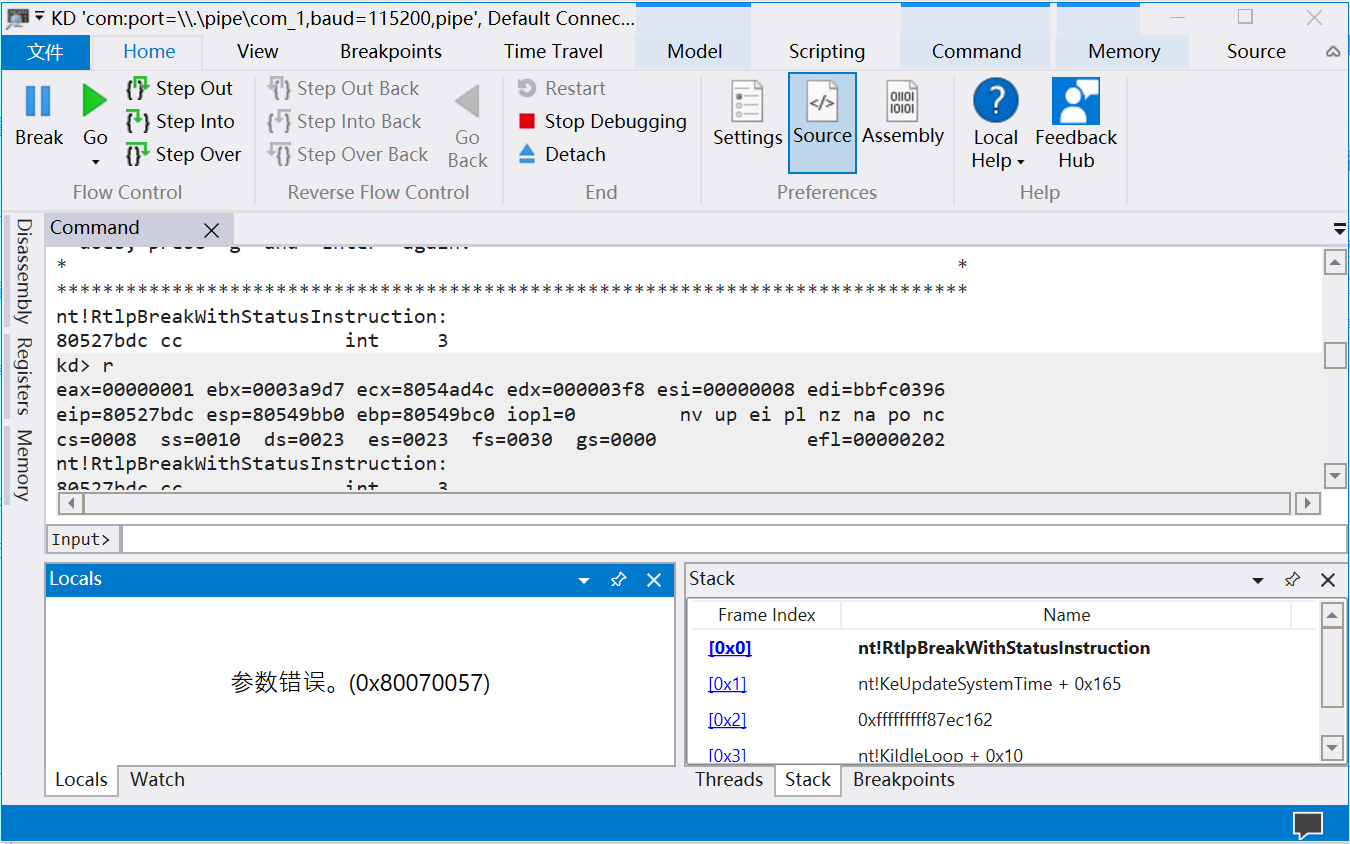 KD 'com:port=\\.\pipe\com_1,baud=115200,pipe', Default Connec...
文件 Home View Breakpoints Time Travel Model Scripting Command Memory Source
Break
Go
Step Out
Step Into
Step Over
Flow Control
Step Out Back
Step Into Back
Step Over Back
Go
Back
Reverse Flow Control
Restart
Stop Debugging
Detach
End
Settings
Source
Assembly
Preferences
Local
Help
Feedback
Hub
Help
Disassembly
Registers
Memory
Command
* *
*******************************************************************************
nt!RtlpBreakWithStatusInstruction:
80527bdc cc int 3
kd> r
eax=00000001 ebx=0003a9d7 ecx=8054ad4c edx=000003f8 esi=00000008 edi=bbfc0396
eip=80527bdc esp=80549bb0 ebp=80549bc0 iopl=0 nv up ei pl nz na po nc
cs=0008 ss=0010 ds=0023 es=0023 fs=0030 gs=0000 efl=00000202
nt!RtlpBreakWithStatusInstruction:
80527bdc cc int 3
Input>
Locals
参数错误。(0x80070057)
Locals Watch
Stack
Frame Index Name
[0x0] nt!RtlpBreakWithStatusInstruction
[0x1] nt!KeUpdateSystemTime + 0x165
[0x2] 0xfffffffff87ec162
[0x3] nt!KiIdleLoop + 0x10
Threads Stack Breakpoints